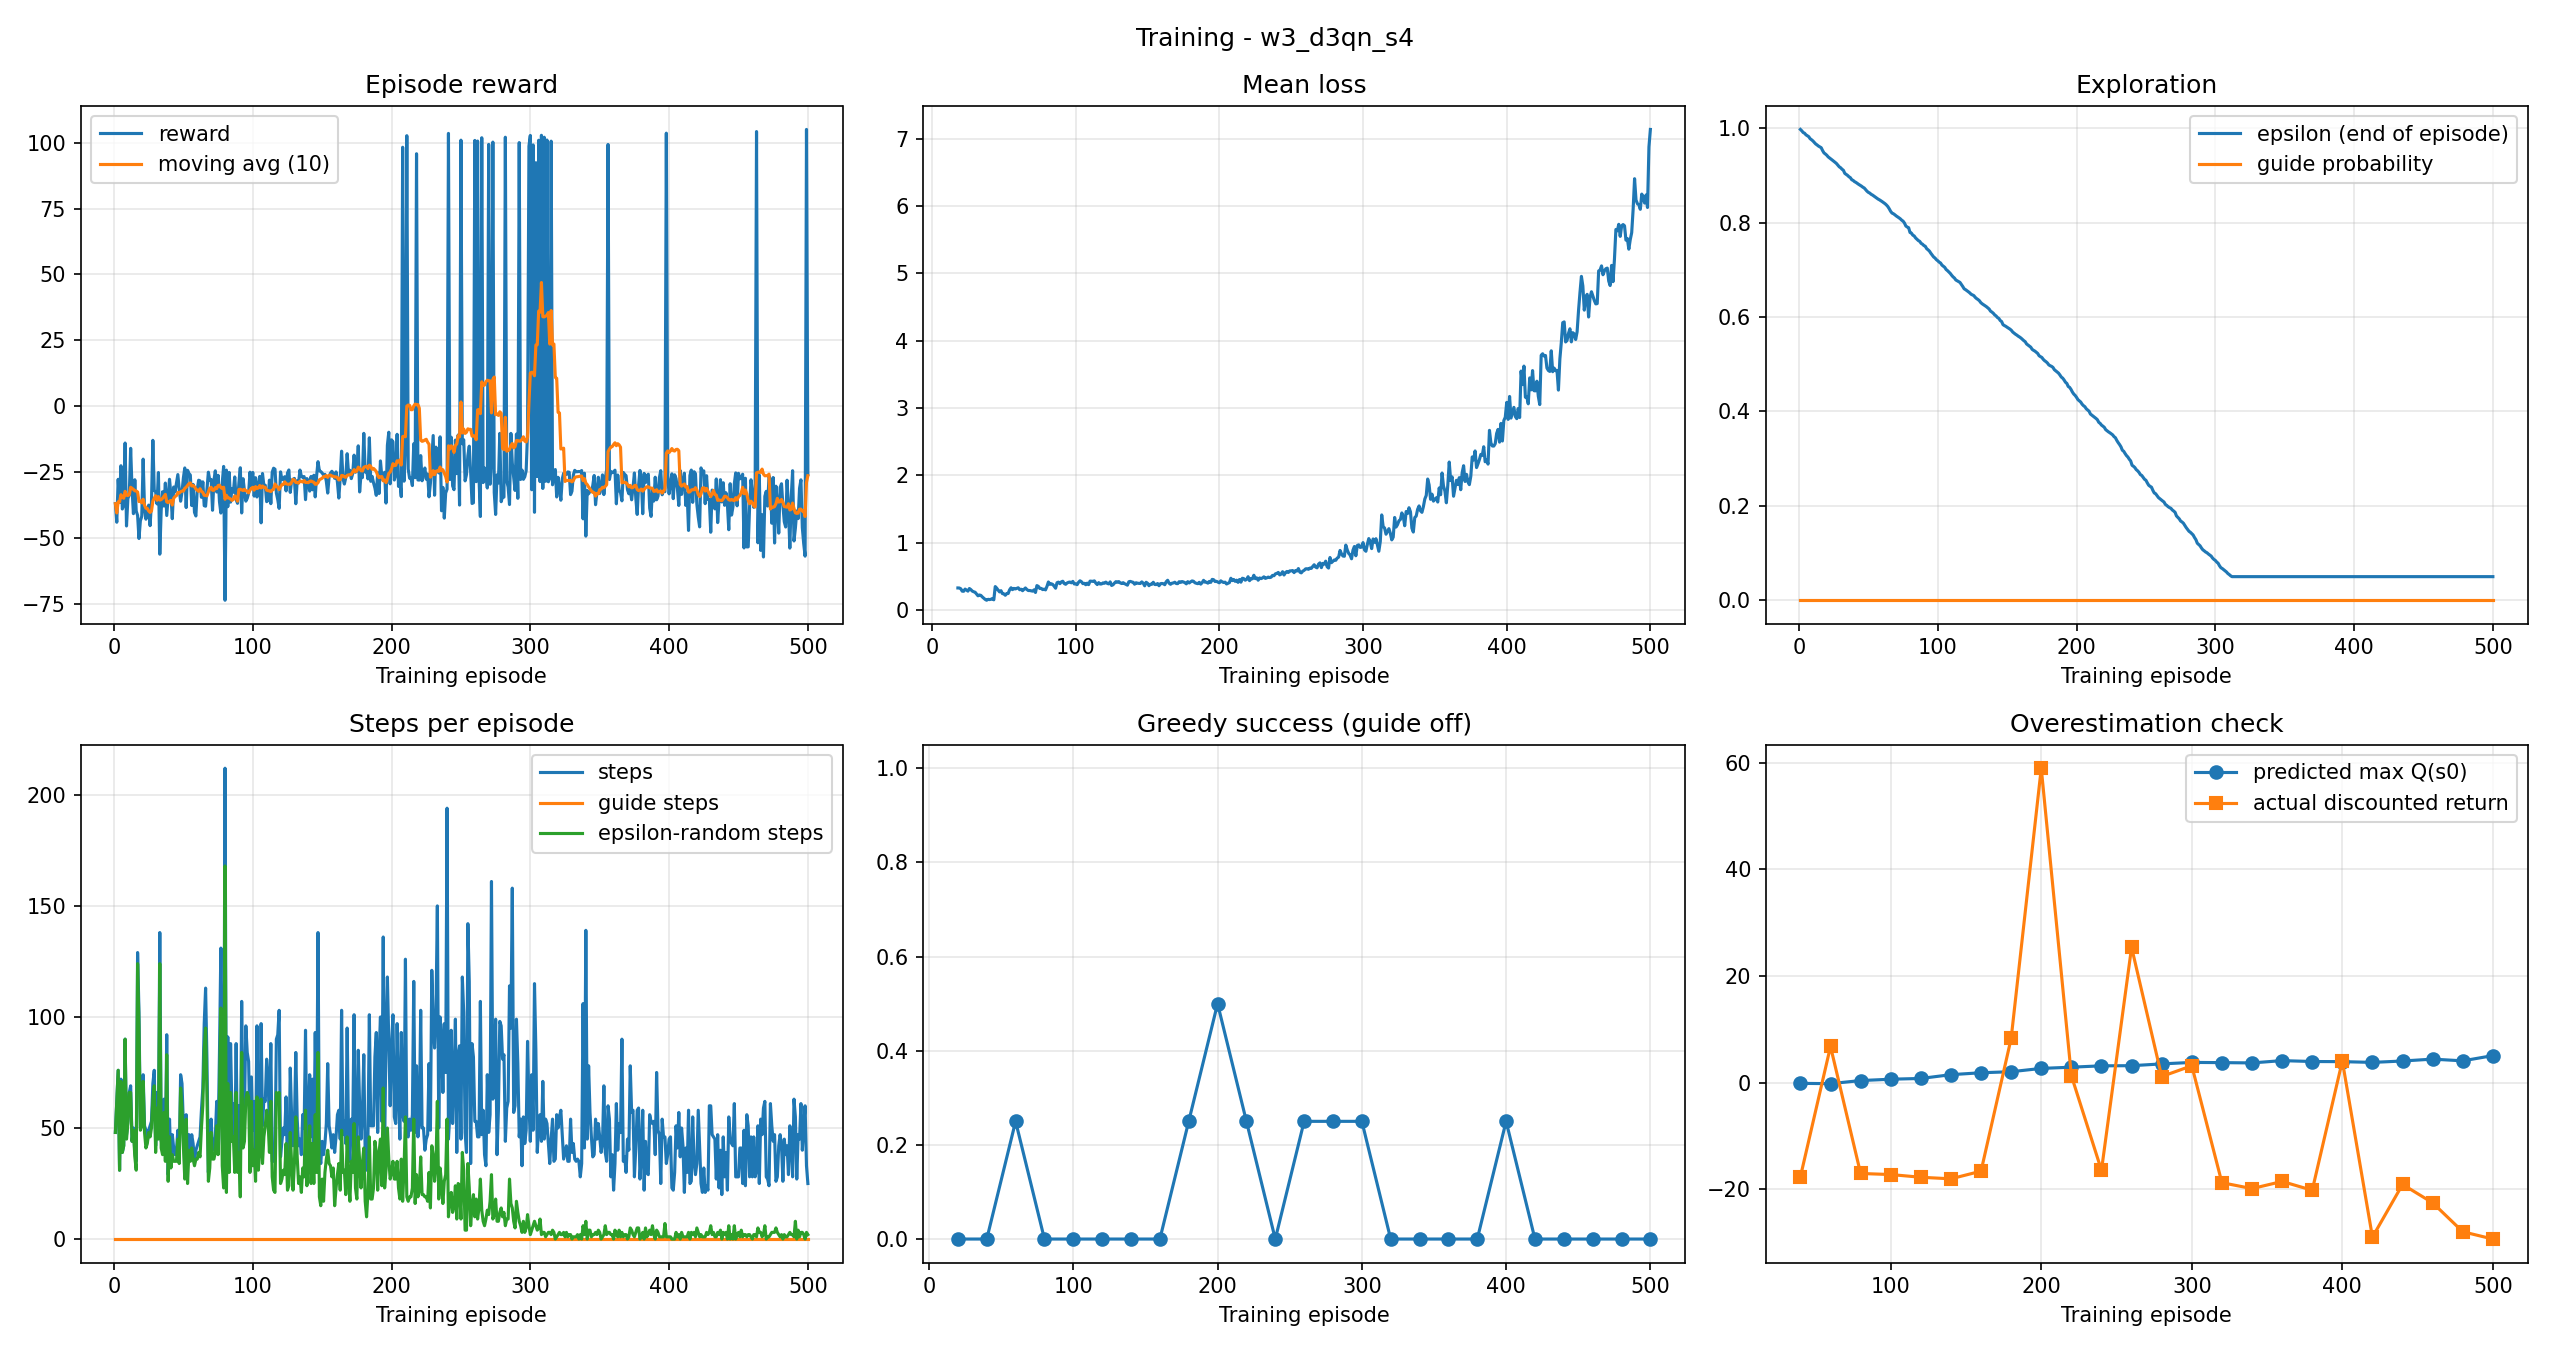 Training - w3_d3qn_s4
Episode reward
reward
moving avg (10)
100
75
50
25
0
−25
−50
−75
0 100 200 300 400 500
Training episode
Mean loss
7
6
5
4
3
2
1
0
0 100 200 300 400 500
Training episode
Exploration
epsilon (end of episode)
guide probability
1.0
0.8
0.6
0.4
0.2
0.0
0 100 200 300 400 500
Training episode
Steps per episode
steps
guide steps
epsilon-random steps
200
150
100
50
0
0 100 200 300 400 500
Training episode
Greedy success (guide off)
1.0
0.8
0.6
0.4
0.2
0.0
0 100 200 300 400 500
Training episode
Overestimation check
predicted max Q(s0)
actual discounted return
60
40
20
0
−20
100 200 300 400 500
Training episode